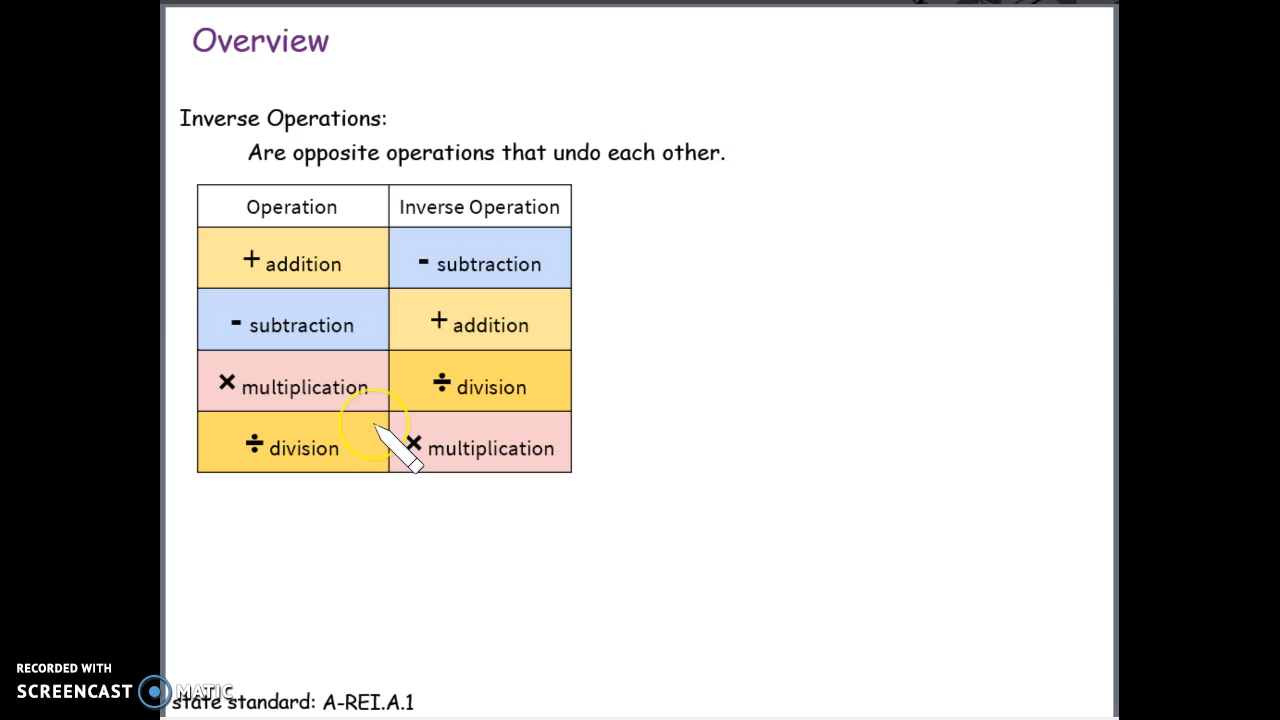 Overview
Inverse Operations:
Are opposite operations that undo each other.
Operation Inverse Operation
+ addition - subtraction
- subtraction + addition
× multiplication ÷ division
÷ division × multiplication
RECORDED WITH
SCREENCAST MATIC
state standard: A-REI.A.1